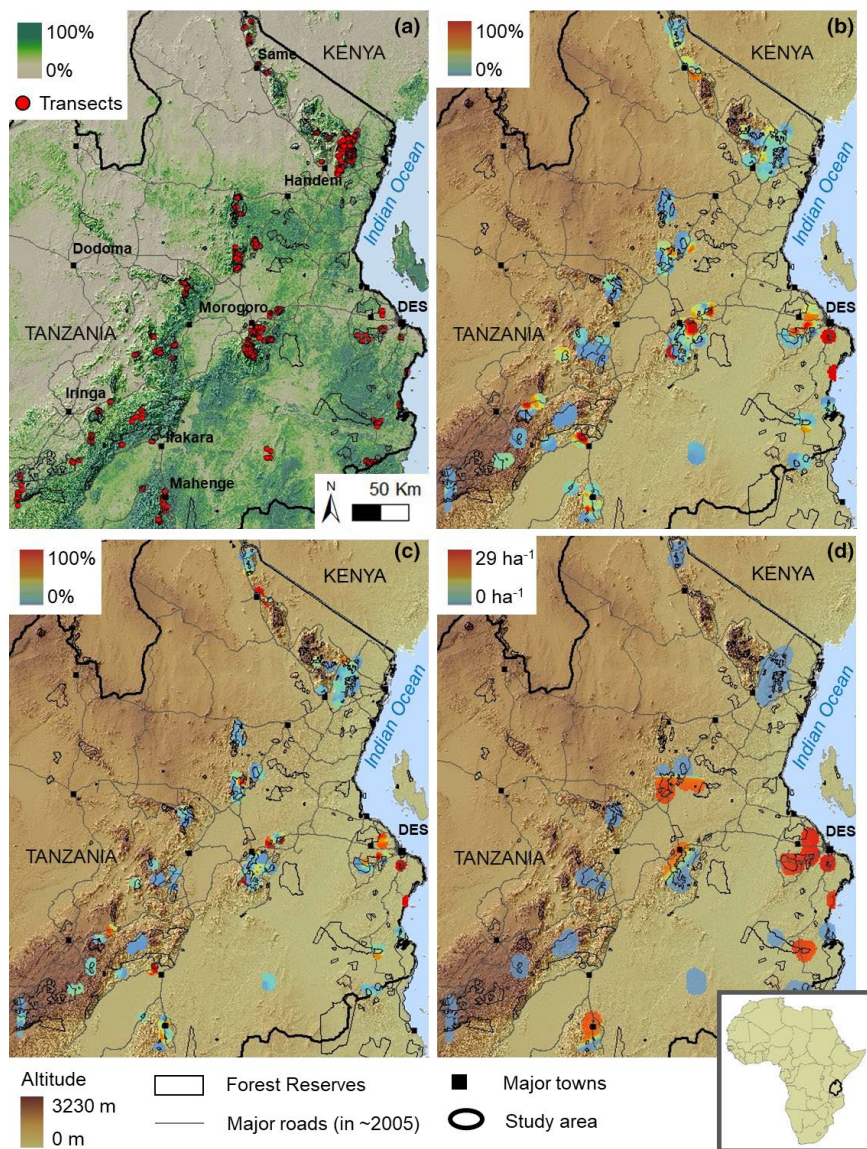 100%
0%
Transects
(a)
KENYA
Same
Handeni
Indian Ocean
Dodoma
Morogoro
DES
TANZANIA
Iringa
Ifakara
Mahenge
N
50 Km
100%
0%
(b)
KENYA
Indian Ocean
DES
TANZANIA
100%
0%
(c)
KENYA
Indian Ocean
DES
TANZANIA
29 ha⁻¹
0 ha⁻¹
(d)
KENYA
Indian Ocean
DES
TANZANIA
Altitude
3230 m
0 m
Forest Reserves
Major roads (in ~2005)
Major towns
Study area